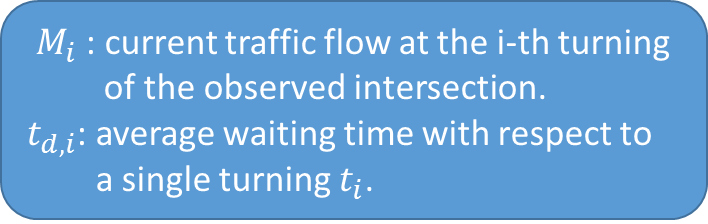 M_i : current traffic flow at the i-th turning
of the observed intersection.
t_{d,i}: average waiting time with respect to
a single turning t_i.